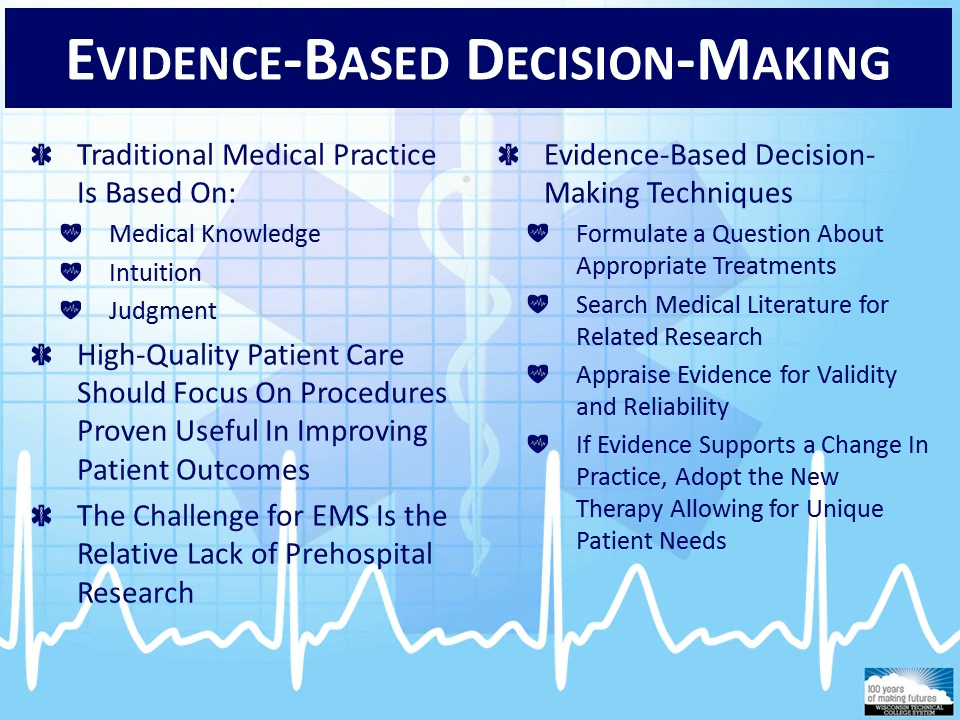 EVIDENCE-BASED DECISION-MAKING
Traditional Medical Practice
Is Based On:
Medical Knowledge
Intuition
Judgment
High-Quality Patient Care
Should Focus On Procedures
Proven Useful In Improving
Patient Outcomes
The Challenge for EMS Is the
Relative Lack of Prehospital
Research
Evidence-Based Decision-
Making Techniques
Formulate a Question About
Appropriate Treatments
Search Medical Literature for
Related Research
Appraise Evidence for Validity
and Reliability
If Evidence Supports a Change In
Practice, Adopt the New
Therapy Allowing for Unique
Patient Needs
100 years
of making futures
WISCONSIN TECHNICAL
COLLEGE SYSTEM